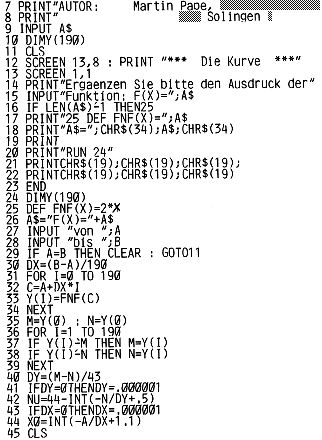 7 PRINT"AUTOR:     Martin Pape,
8 PRINT"               Solingen
9 INPUT A$
10 DIMY(190)
11 CLS
12 SCREEN 13,8 : PRINT "***  Die Kurve  ***"
13 SCREEN 1,1
14 PRINT"Ergaenzen Sie bitte den Ausdruck der"
15 INPUT"Funktion: F(X)=";A$
16 IF LEN(A$)-1 THEN25
17 PRINT"25 DEF FNF(X)=";A$
18 PRINT"A$=";CHR$(34);A$;CHR$(34)
19 PRINT
20 PRINT"RUN 24"
21 PRINTCHR$(19);CHR$(19);CHR$(19);
22 PRINTCHR$(19);CHR$(19);CHR$(19)
23 END
24 DIMY(190)
25 DEF FNF(X)=2*X
26 A$="F(X)="+A$
27 INPUT "von ";A
28 INPUT "bis ";B
29 IF A=B THEN CLEAR : GOTO11
30 DX=(B-A)/190
31 FOR I=0 TO 190
32 C=A+DX*I
33 Y(I)=FNF(C)
34 NEXT
35 M=Y(0) : N=Y(0)
36 FOR I=1 TO 190
37 IF Y(I) M THEN M=Y(I)
38 IF Y(I) N THEN N=Y(I)
39 NEXT
40 DY=(M-N)/43
41 IFDY=0THENDY=.000001
42 NU=44-INT(-N/DY+.5)
43 IFDX=0THENDX=.000001
44 X0=INT(-A/DX+1.1)
45 CLS